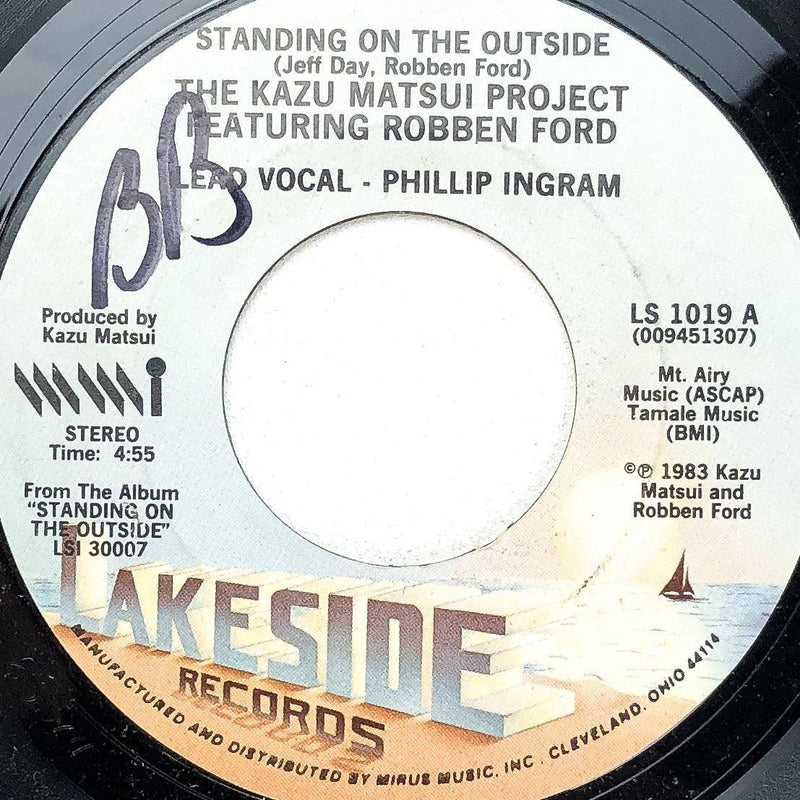 STANDING ON THE OUTSIDE
(Jeff Day, Robben Ford)
THE KAZU MATSUI PROJECT
FEATURING ROBBEN FORD
LEAD VOCAL - PHILLIP INGRAM
BB
Produced by
Kazu Matsui
mmi
STEREO
Time: 4:55
From The Album
"STANDING ON
THE OUTSIDE"
LSI 30007
LS 1019 A
(009451307)
Mt. Airy
Music (ASCAP)
Tamale Music
(BMI)
©℗ 1983 Kazu
Matsui and
Robben Ford
LAKESIDE
RECORDS
MANUFACTURED AND DISTRIBUTED BY MIRUS MUSIC, INC. CLEVELAND, OHIO 44114